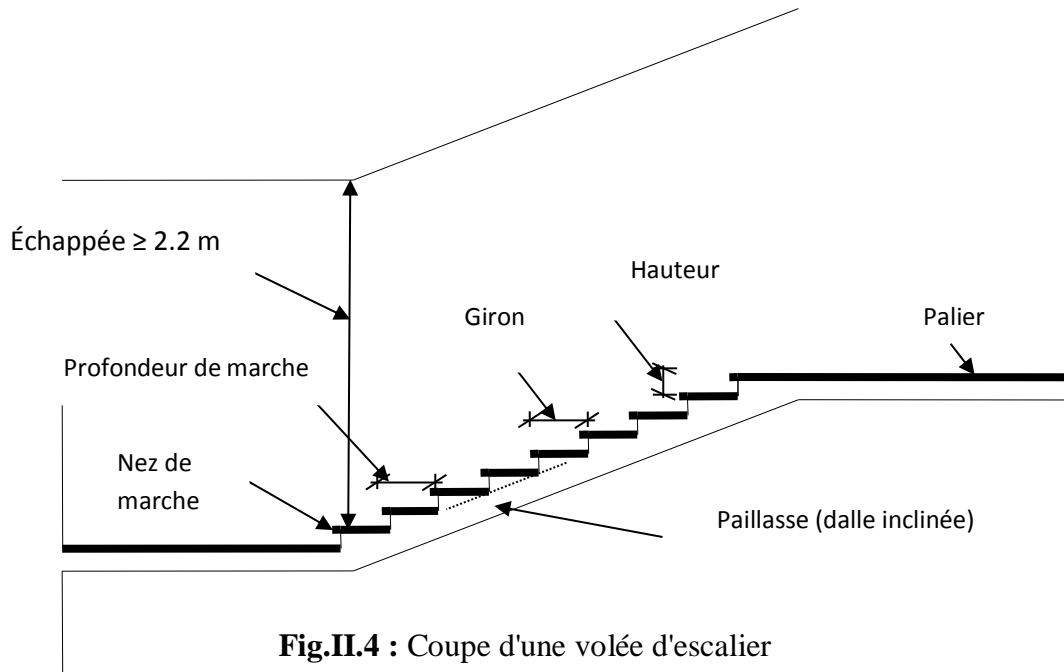 Échappée ≥ 2.2 m
Hauteur
Giron
Palier
Profondeur de marche
Nez de
marche
Paillasse (dalle inclinée)
Fig.II.4 : Coupe d'une volée d'escalier